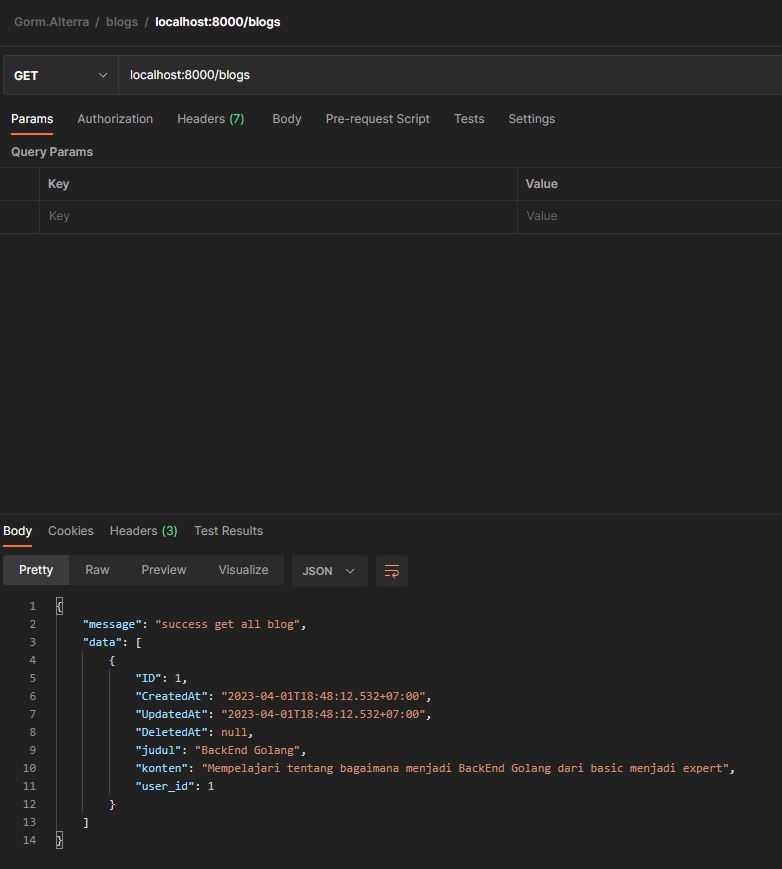 Gorm.Alterra / blogs / localhost:8000/blogs
GET localhost:8000/blogs
Params Authorization Headers (7) Body Pre-request Script Tests Settings
Query Params
Key Value
Key Value
Body Cookies Headers (3) Test Results
Pretty Raw Preview Visualize JSON
1 {
2 "message": "success get all blog",
3 "data": [
4 {
5 "ID": 1,
6 "CreatedAt": "2023-04-01T18:48:12.532+07:00",
7 "UpdatedAt": "2023-04-01T18:48:12.532+07:00",
8 "DeletedAt": null,
9 "judul": "BackEnd Golang",
10 "konten": "Mempelajari tentang bagaimana menjadi BackEnd Golang dari basic menjadi expert",
11 "user_id": 1
12 }
13 ]
14 }